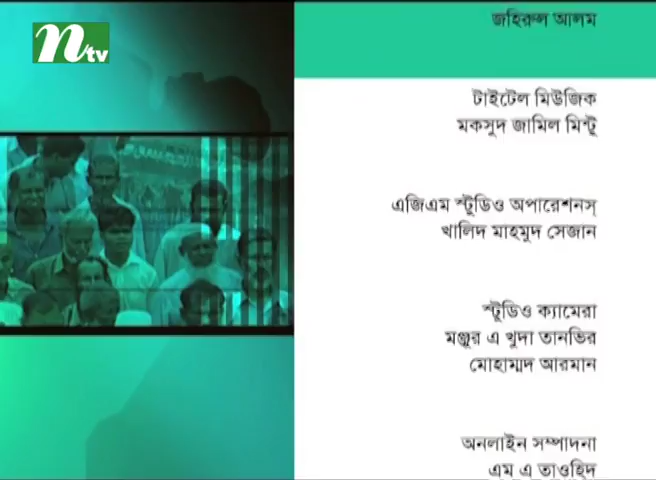 ntv
জহিরুল আলম
টাইটেল মিউজিক
মকসুদ জামিল মিন্টু
এজিএম স্টুডিও অপারেশনস্
খালিদ মাহমুদ সেজান
স্টুডিও ক্যামেরা
মঞ্জুর এ খুদা তানভির
মোহাম্মদ আরমান
অনলাইন সম্পাদনা
এম এ তাওহিদ